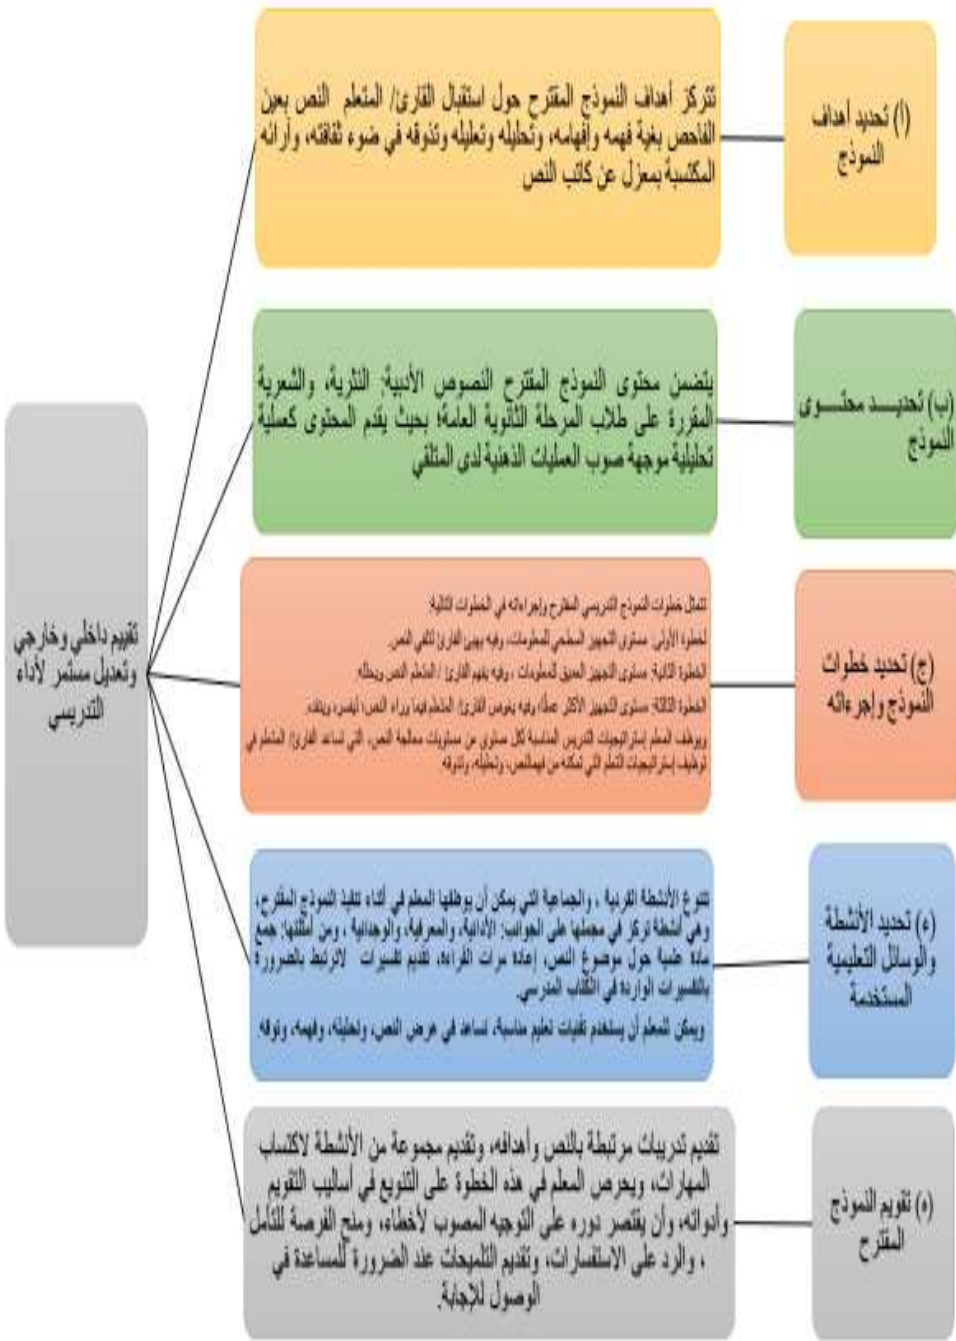 (أ) تحديد أهداف
النموذج
تتركز أهداف النموذج المقترح حول استقبال القارئ/ المتعلم النص بعين
الفاحص بغية فهمه وإفهامه، وتحليله وتعليله وتذوقه في ضوء ثقافته، وآرائه
المكتسبة بمعزل عن كاتب النص
(ب) تحديـــد محتـــوى
النموذج
يتضمن محتوى النموذج المقترح النصوص الأدبية: النثرية، والشعرية
المقررة على طلاب المرحلة الثانوية العامة؛ بحيث يقدم المحتوى كعملية
تحليلية موجهة صوب العمليات الذهنية لدى المتلقي
(ج) تحديد خطوات
النموذج وإجرءاته
تتمثل خطوات النموذج التدريسي المقترح وإجراءاته في الخطوات التالية:
لخطوة الأولى: مستوى التجهيز السطحي للمعلومات، وفيه يهيئ القارئ لتلقي النص.
الخطوة الثانية: مستوى التجهيز العميق للمعلومات ، وفيه يفهم القارئ / المتعلم النص ويحلله.
الخطوة الثالثة: مستوى التجهيز الأكثر عمقًا، وفيه يغوص القارئ/ المتعلم فيما وراء النص؛ ليفسره وينقده.
ويوظف المعلم إستراتيجيات التدريس المناسبة لكل مستوى من مستويات معالجة النص، التي تساعد القارئ/ المتعلم في
توظيف إستراتيجيات التعلم التي تمكنه من فهمالنص، وتحليله، وتذوقه.
(ء) تحديد الأنشطة
والوسائل التعليمية
المستخدمة
تتنوع الأنشطة الفردية ، والجماعية التي يمكن أن يوظفها المعلم في أثناء تنفيذ النموذج المقترح،
وهي أنشطة تركز في مجملها على الجوانب: الأدائية، والمعرفية، والوجدانية ، ومن أمثلتها: جمع
مادة علمية حول موضوع النص، إعادة مرات القراءة، تقديم تفسيرات لاترتبط بالضرورة
بالتفسيرات الواردة في الكتاب المدرسي.
ويمكن للمعلم أن يستخدم تقنيات تعليم مناسبة، تساعد في عرض النص، وتحليله، وفهمه، وتوقه.
(ه) تقويم النموذج
المقترح
تقديم تدريبات مرتبطة بالنص وأهدافه، وتقديم مجموعة من الأنشطة لاكتساب
المهارات، ويحرص المعلم في هذه الخطوة على التنويع في أساليب التقويم
وأدواته، وأن يقتصر دوره على التوجيه المصوب لأخطاء، ومنح الفرصة للتأمل
، والرد على الاستفسارات، وتقديم التلميحات عند الضرورة للمساعدة في
الوصول للإجابة.
تقييم داخلي وخارجي
وتعديل مستمر لأداء
التدريسي